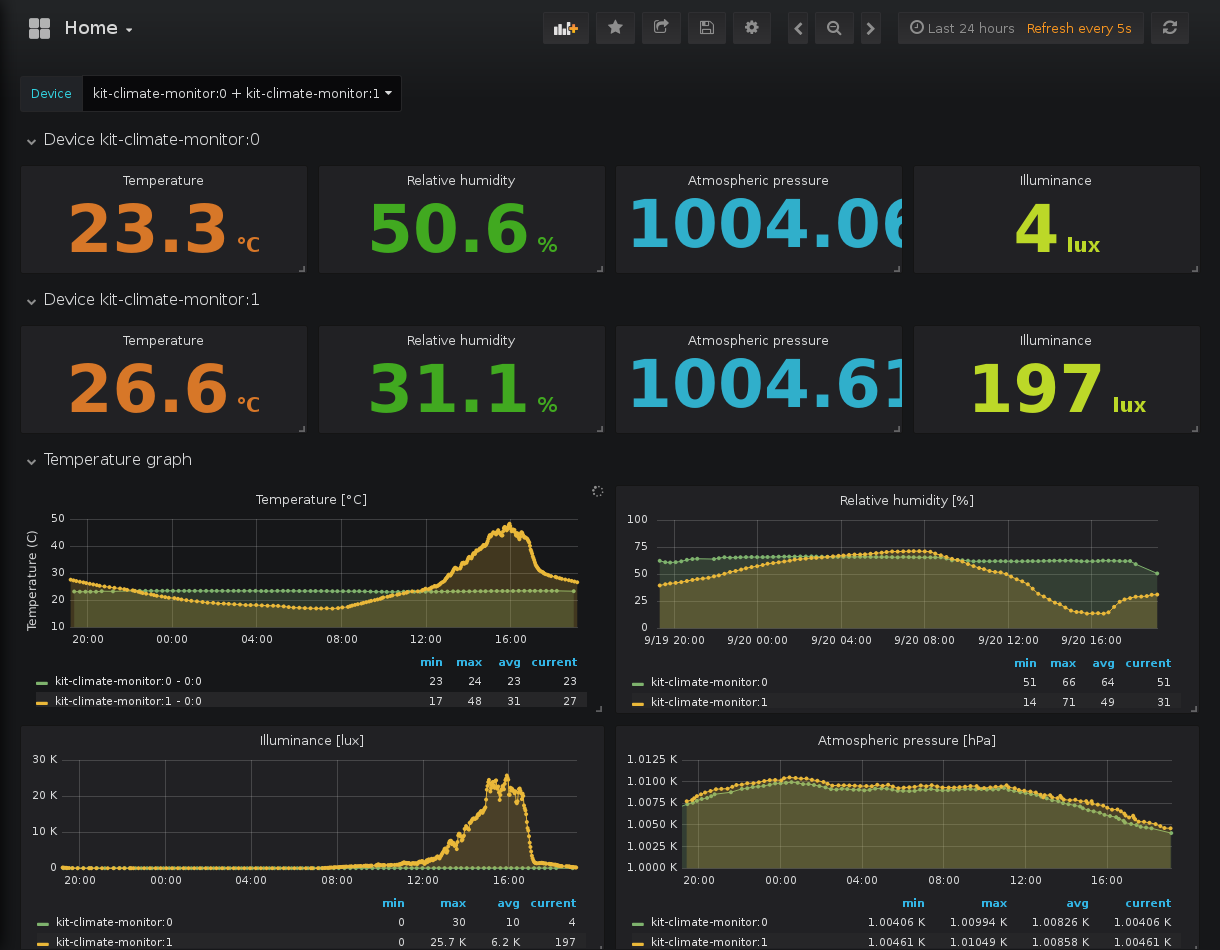 Home
Last 24 hours Refresh every 5s
Device kit-climate-monitor:0 + kit-climate-monitor:1
Device kit-climate-monitor:0
Temperature Relative humidity Atmospheric pressure Illuminance
23.3 °C 50.6 % 1004.06 4 lux
Device kit-climate-monitor:1
Temperature Relative humidity Atmospheric pressure Illuminance
26.6 °C 31.1 % 1004.61 197 lux
Temperature graph
Temperature [°C]
Temperature (C)
50
40
30
20
10
20:00 00:00 04:00 08:00 12:00 16:00
min max avg current
kit-climate-monitor:0 - 0:0 23 24 23 23
kit-climate-monitor:1 - 0:0 17 48 31 27
Relative humidity [%]
100
75
50
25
0
9/19 20:00 9/20 00:00 9/20 04:00 9/20 08:00 9/20 12:00 9/20 16:00
min max avg current
kit-climate-monitor:0 51 66 64 51
kit-climate-monitor:1 14 71 49 31
Illuminance [lux]
30 K
20 K
10 K
0
20:00 00:00 04:00 08:00 12:00 16:00
min max avg current
kit-climate-monitor:0 0 30 10 4
kit-climate-monitor:1 0 25.7 K 6.2 K 197
Atmospheric pressure [hPa]
1.0125 K
1.0100 K
1.0075 K
1.0050 K
1.0025 K
1.0000 K
20:00 00:00 04:00 08:00 12:00 16:00
min max avg current
kit-climate-monitor:0 1.00406 K 1.00994 K 1.00826 K 1.00406 K
kit-climate-monitor:1 1.00461 K 1.01049 K 1.00858 K 1.00461 K